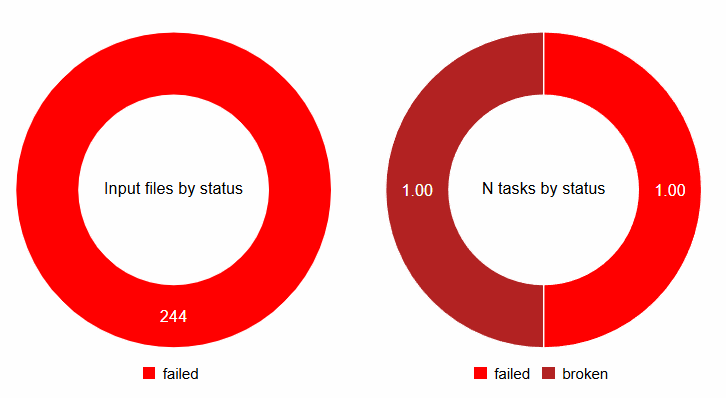 Input files by status
244
failed
1.00
N tasks by status
1.00
failed
broken